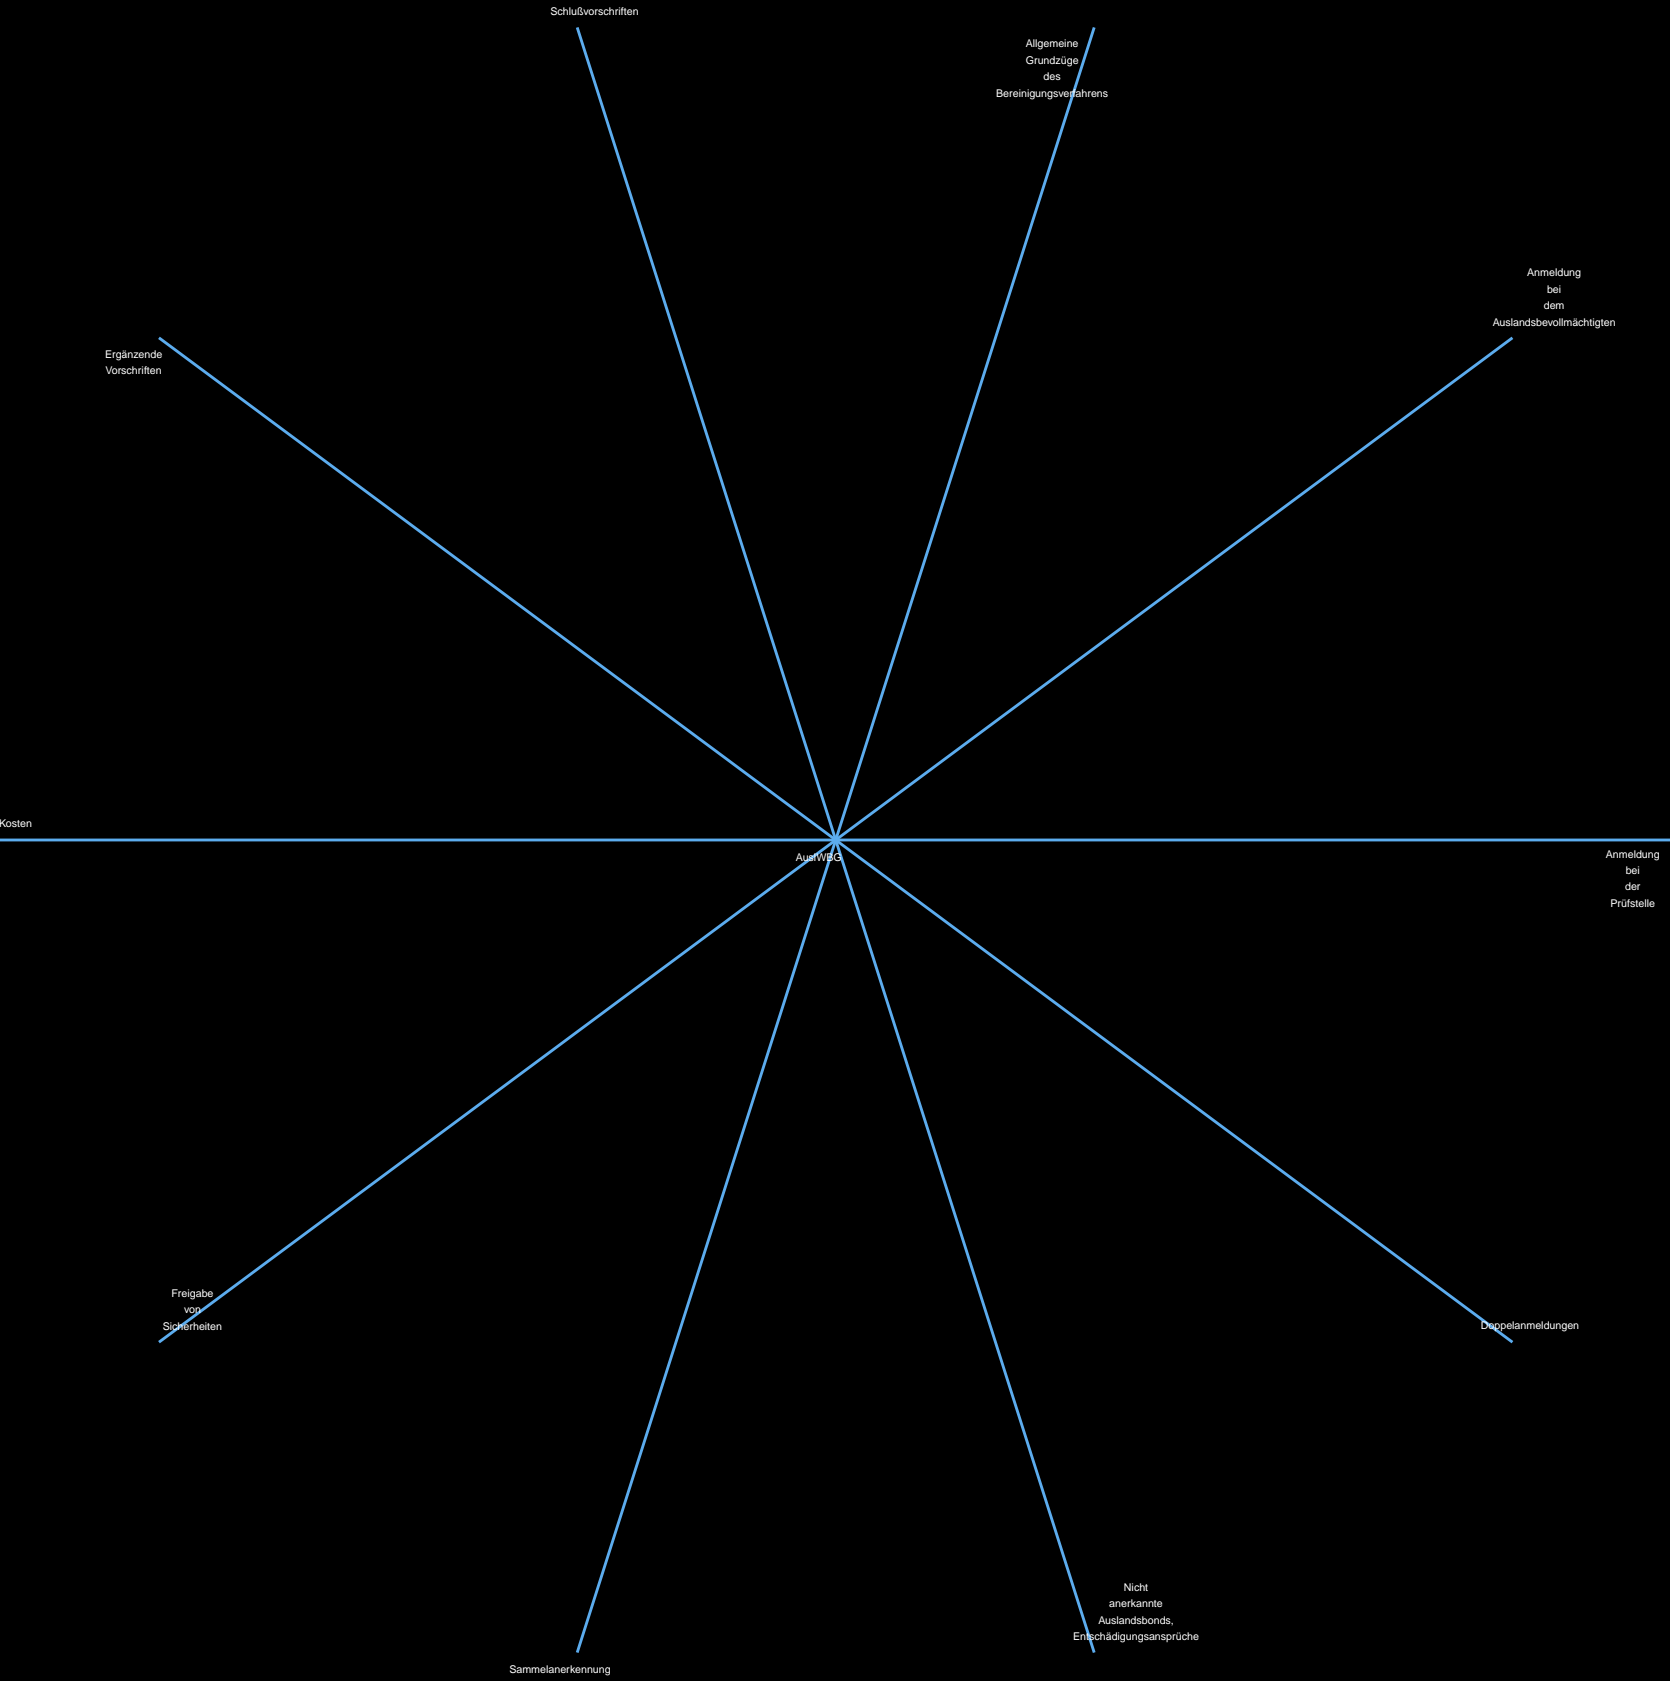 Schlußvorschriften
Allgemeine
Grundzüge
des
Bereinigungsverfahrens
Anmeldung
bei
dem
Auslandsbevollmächtigten
Ergänzende
Vorschriften
Kosten
AuslWBG
Anmeldung
bei
der
Prüfstelle
Freigabe
von
Sicherheiten
Doppelanmeldungen
Nicht
anerkannte
Auslandsbonds,
Entschädigungsansprüche
Sammelanerkennung